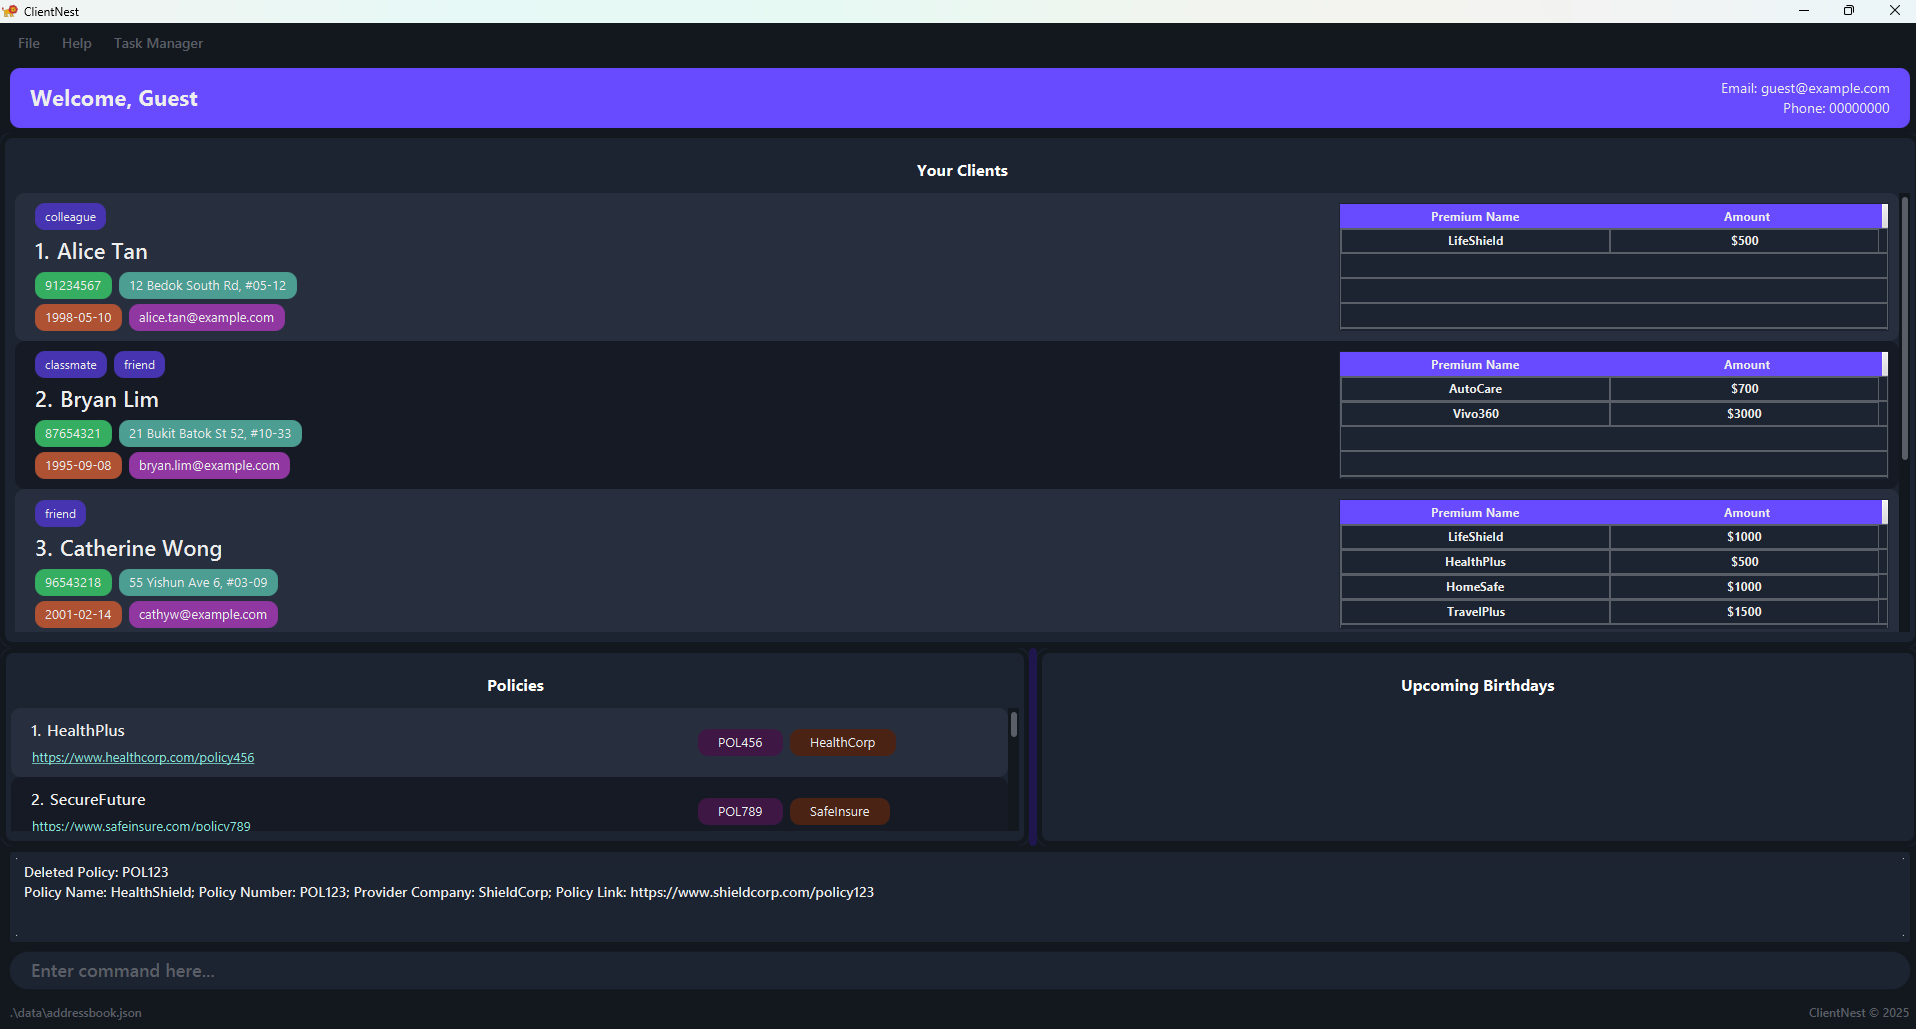 ClientNest
File Help Task Manager
Welcome, Guest
Email: guest@example.com
Phone: 00000000
Your Clients
colleague
1. Alice Tan
91234567 12 Bedok South Rd, #05-12
1998-05-10 alice.tan@example.com
Premium Name Amount
LifeShield $500
classmate friend
2. Bryan Lim
87654321 21 Bukit Batok St 52, #10-33
1995-09-08 bryan.lim@example.com
Premium Name Amount
AutoCare $700
Vivo360 $3000
friend
3. Catherine Wong
96543218 55 Yishun Ave 6, #03-09
2001-02-14 cathyw@example.com
Premium Name Amount
LifeShield $1000
HealthPlus $500
HomeSafe $1000
TravelPlus $1500
Policies
1. HealthPlus
https://www.healthcorp.com/policy456
POL456 HealthCorp
2. SecureFuture
https://www.safeinsure.com/policy789
POL789 SafeInsure
Upcoming Birthdays
Deleted Policy: POL123
Policy Name: HealthShield; Policy Number: POL123; Provider Company: ShieldCorp; Policy Link: https://www.shieldcorp.com/policy123
Enter command here...
.\data\addressbook.json
ClientNest © 2025